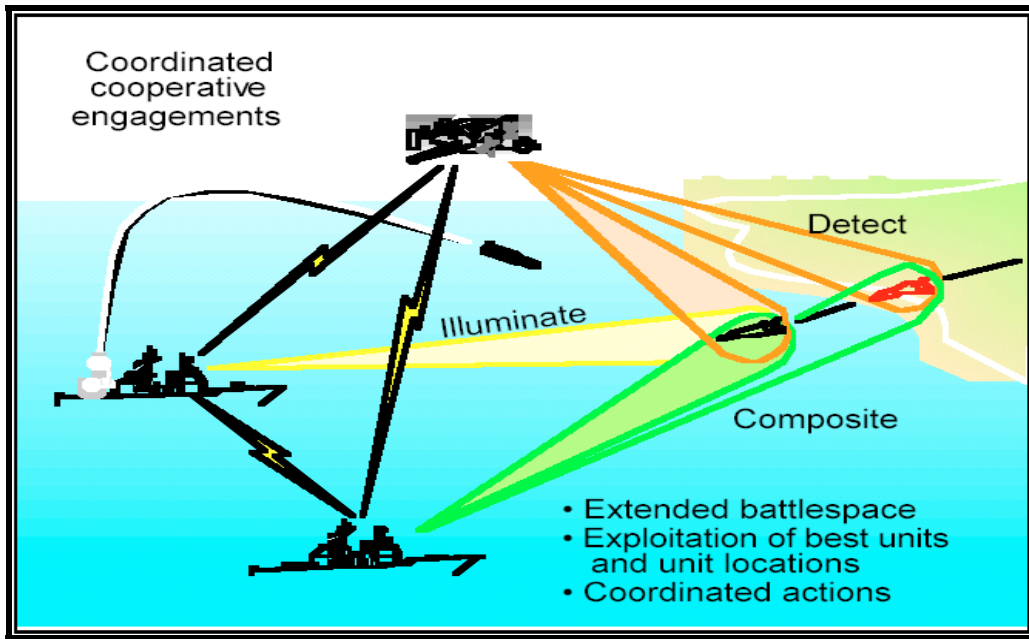 Coordinated
cooperative
engagements
Detect
Illuminate
Composite
• Extended battlespace
• Exploitation of best units
and unit locations
• Coordinated actions